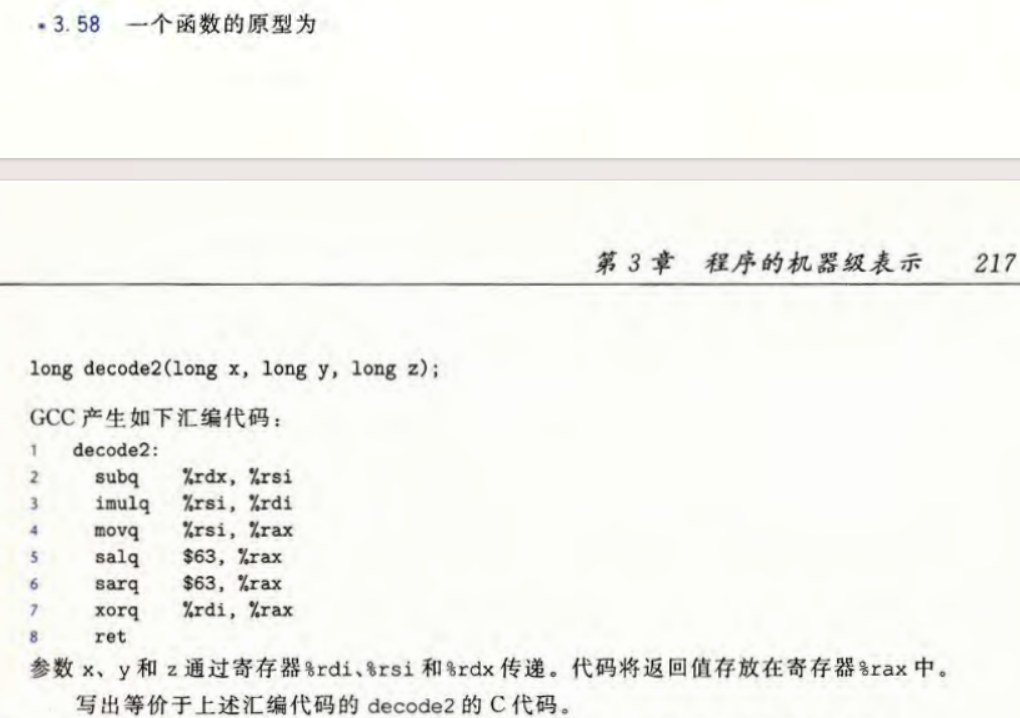 ▪ 3.58 一个函数的原型为
第 3 章 程序的机器级表示 217
long decode2(long x, long y, long z);
GCC 产生如下汇编代码：
1 decode2:
2 subq %rdx, %rsi
3 imulq %rsi, %rdi
4 movq %rsi, %rax
5 salq $63, %rax
6 sarq $63, %rax
7 xorq %rdi, %rax
8 ret
参数 x、y 和 z 通过寄存器%rdi、%rsi 和%rdx 传递。代码将返回值存放在寄存器%rax 中。
写出等价于上述汇编代码的 decode2 的 C 代码。